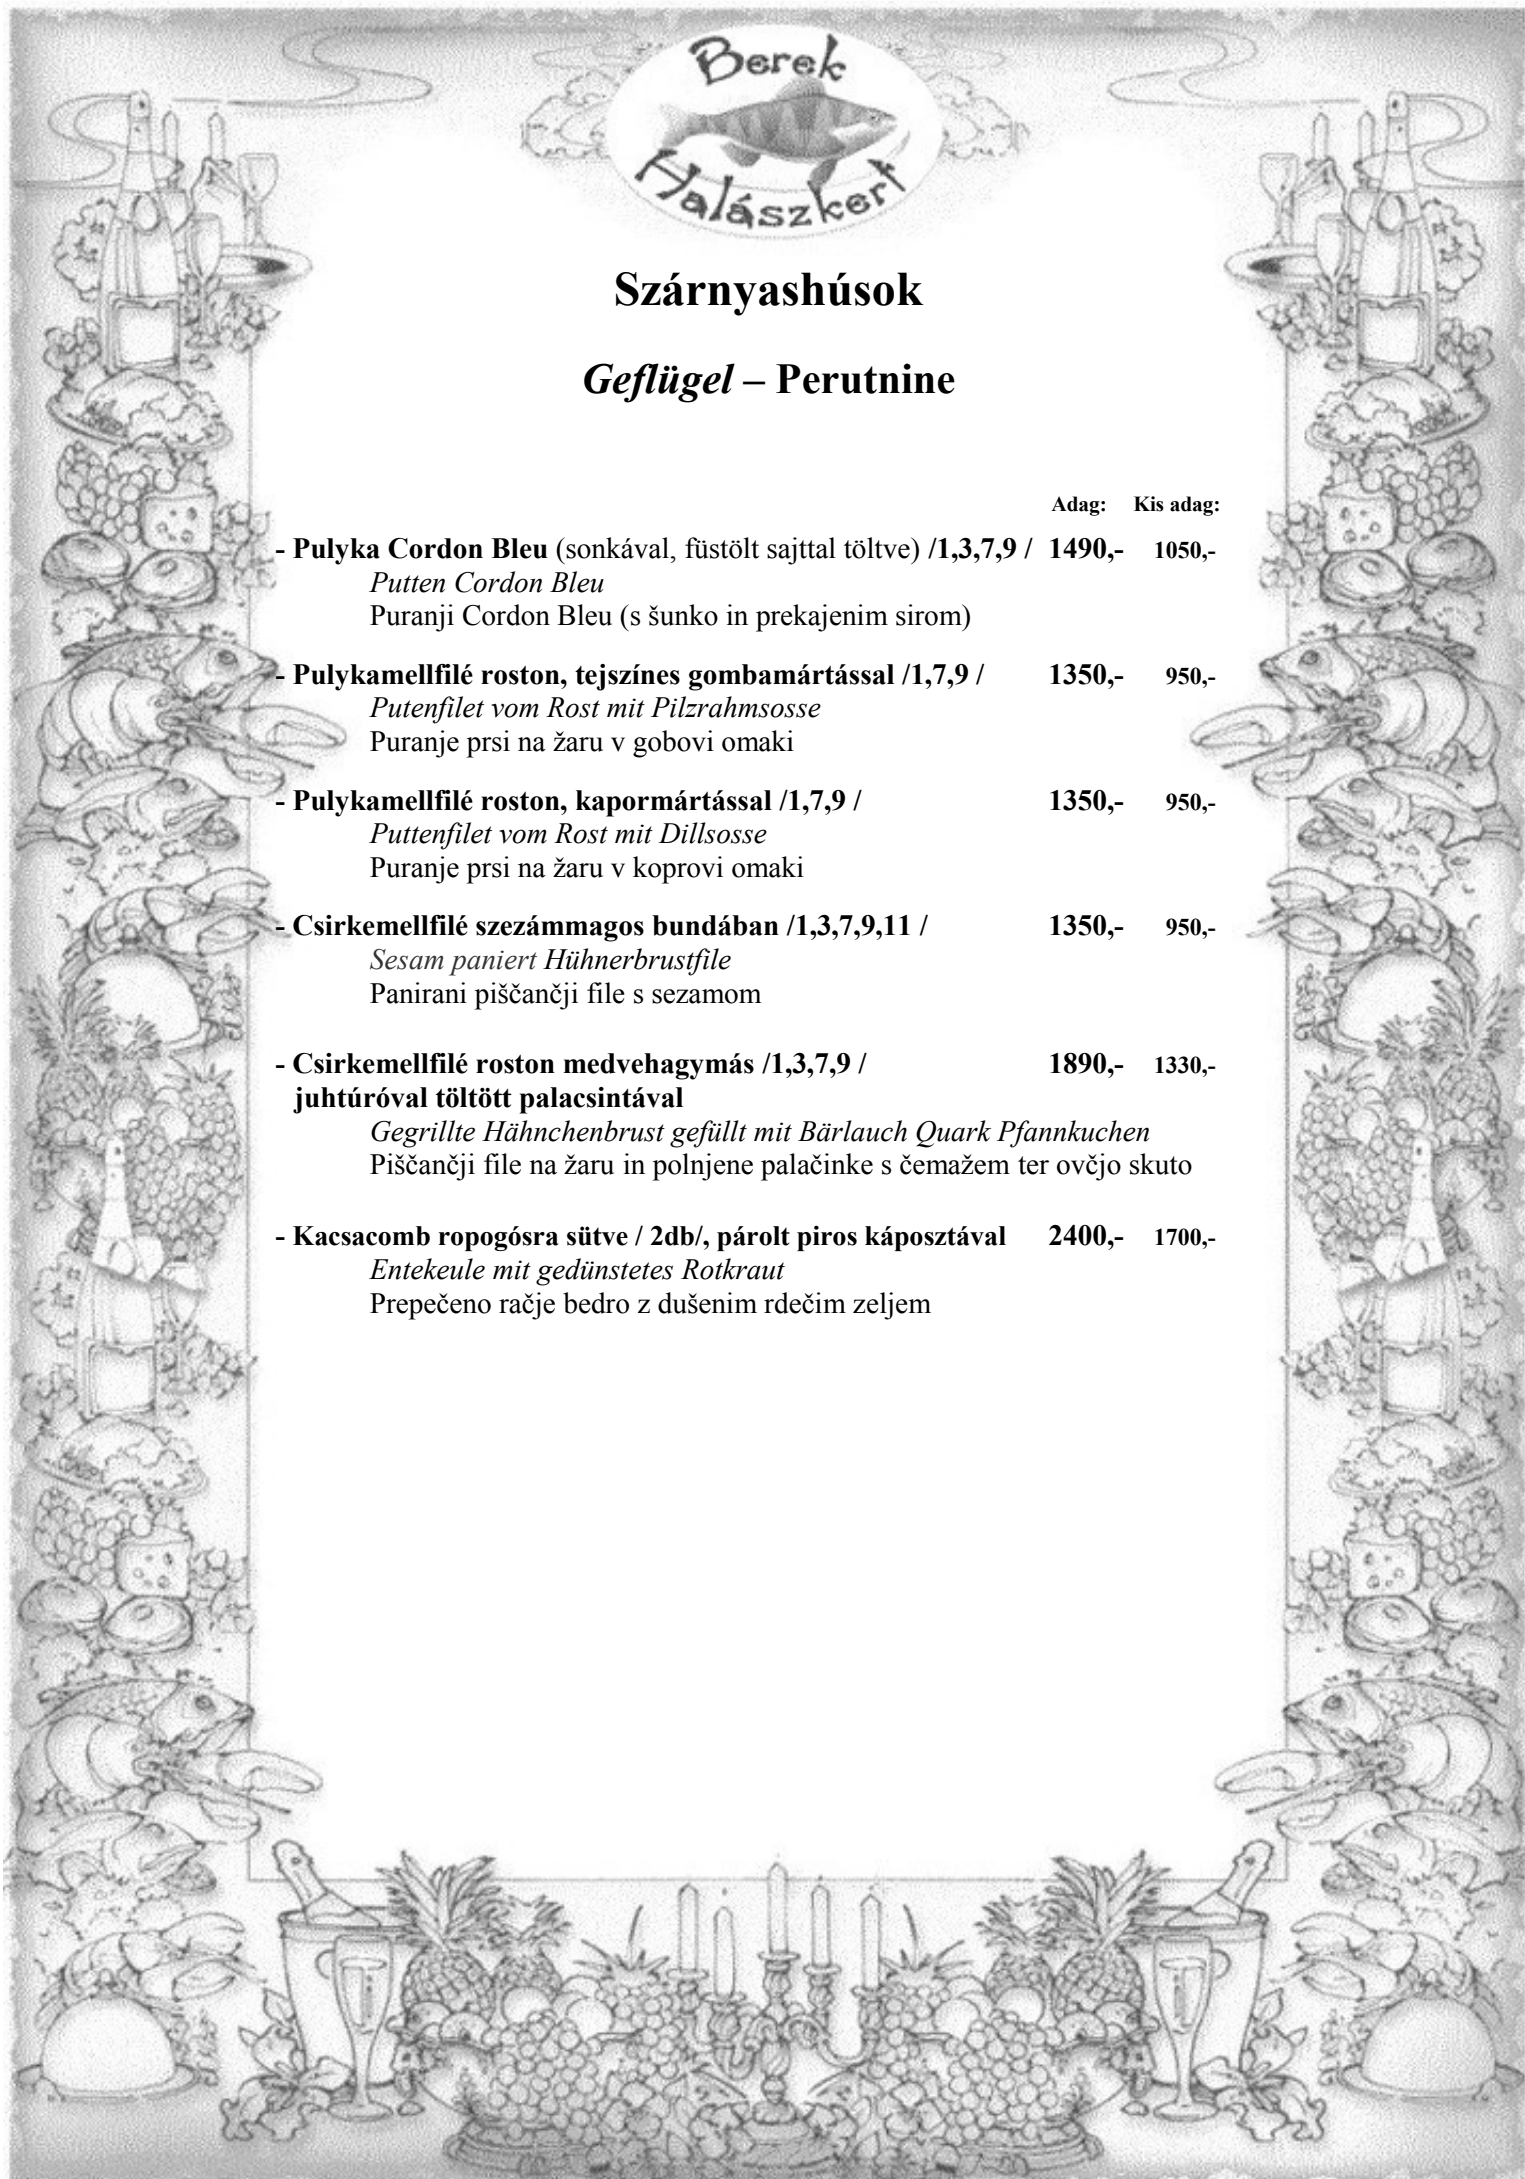 Berek
Halászkert
Szárnyashúsok
Geflügel – Perutnine
Adag: Kis adag:
- Pulyka Cordon Bleu (sonkával, füstölt sajttal töltve) /1,3,7,9 / 1490,- 1050,-
Putten Cordon Bleu
Puranji Cordon Bleu (s šunko in prekajenim sirom)
- Pulykamellfilé roston, tejszínes gombamártással /1,7,9 / 1350,- 950,-
Putenfilet vom Rost mit Pilzrahmsosse
Puranje prsi na žaru v gobovi omaki
- Pulykamellfilé roston, kapormártással /1,7,9 / 1350,- 950,-
Puttenfilet vom Rost mit Dillsosse
Puranje prsi na žaru v koprovi omaki
- Csirkemellfilé szezámmagos bundában /1,3,7,9,11 / 1350,- 950,-
Sesam paniert Hühnerbrustfile
Panirani piščančji file s sezamom
- Csirkemellfilé roston medvehagymás /1,3,7,9 / 1890,- 1330,-
juhtúróval töltött palacsintával
Gegrillte Hähnchenbrust gefüllt mit Bärlauch Quark Pfannkuchen
Piščančji file na žaru in polnjene palačinke s čemažem ter ovčjo skuto
- Kacsacomb ropogósra sütve / 2db/, párolt piros káposztával 2400,- 1700,-
Entekeule mit gedünstetes Rotkraut
Prepečeno račje bedro z dušenim rdečim zeljem